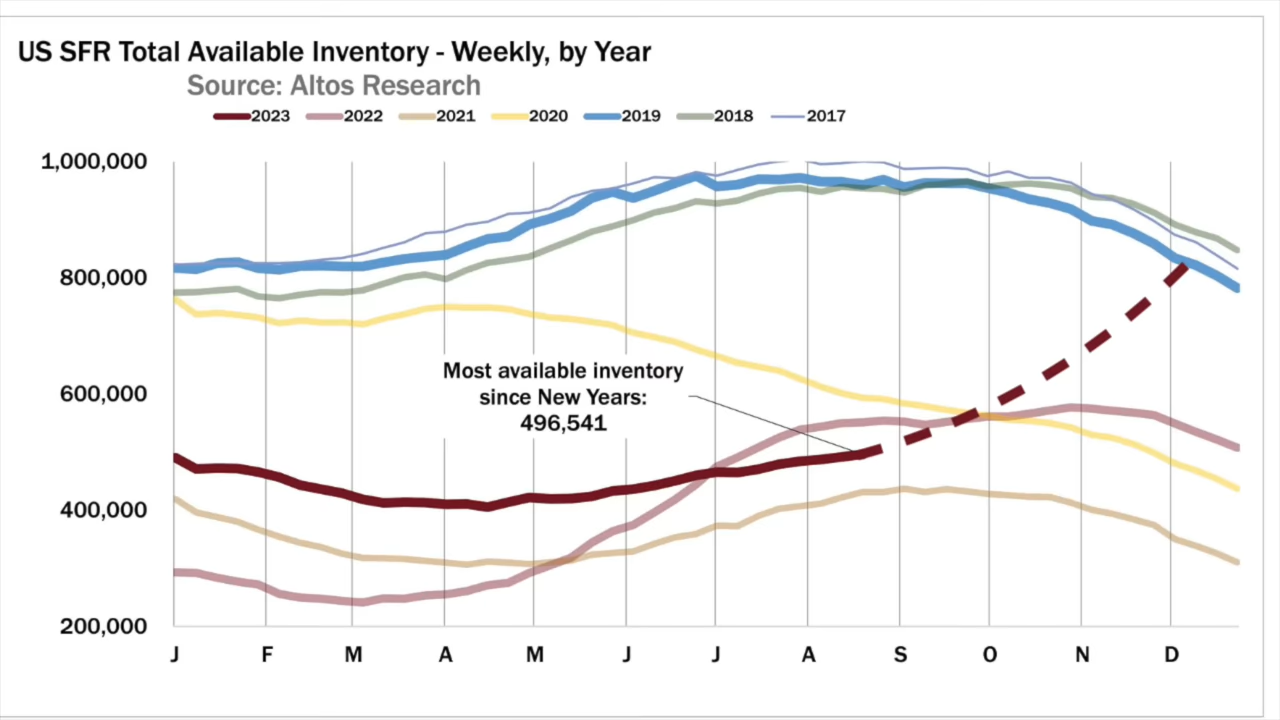 US SFR Total Available Inventory - Weekly, by Year
Source: Altos Research
2023 2022 2021 2020 2019 2018 2017
1,000,000
800,000
600,000
400,000
200,000
Most available inventory
since New Years:
496,541
J F M A M J J A S O N D